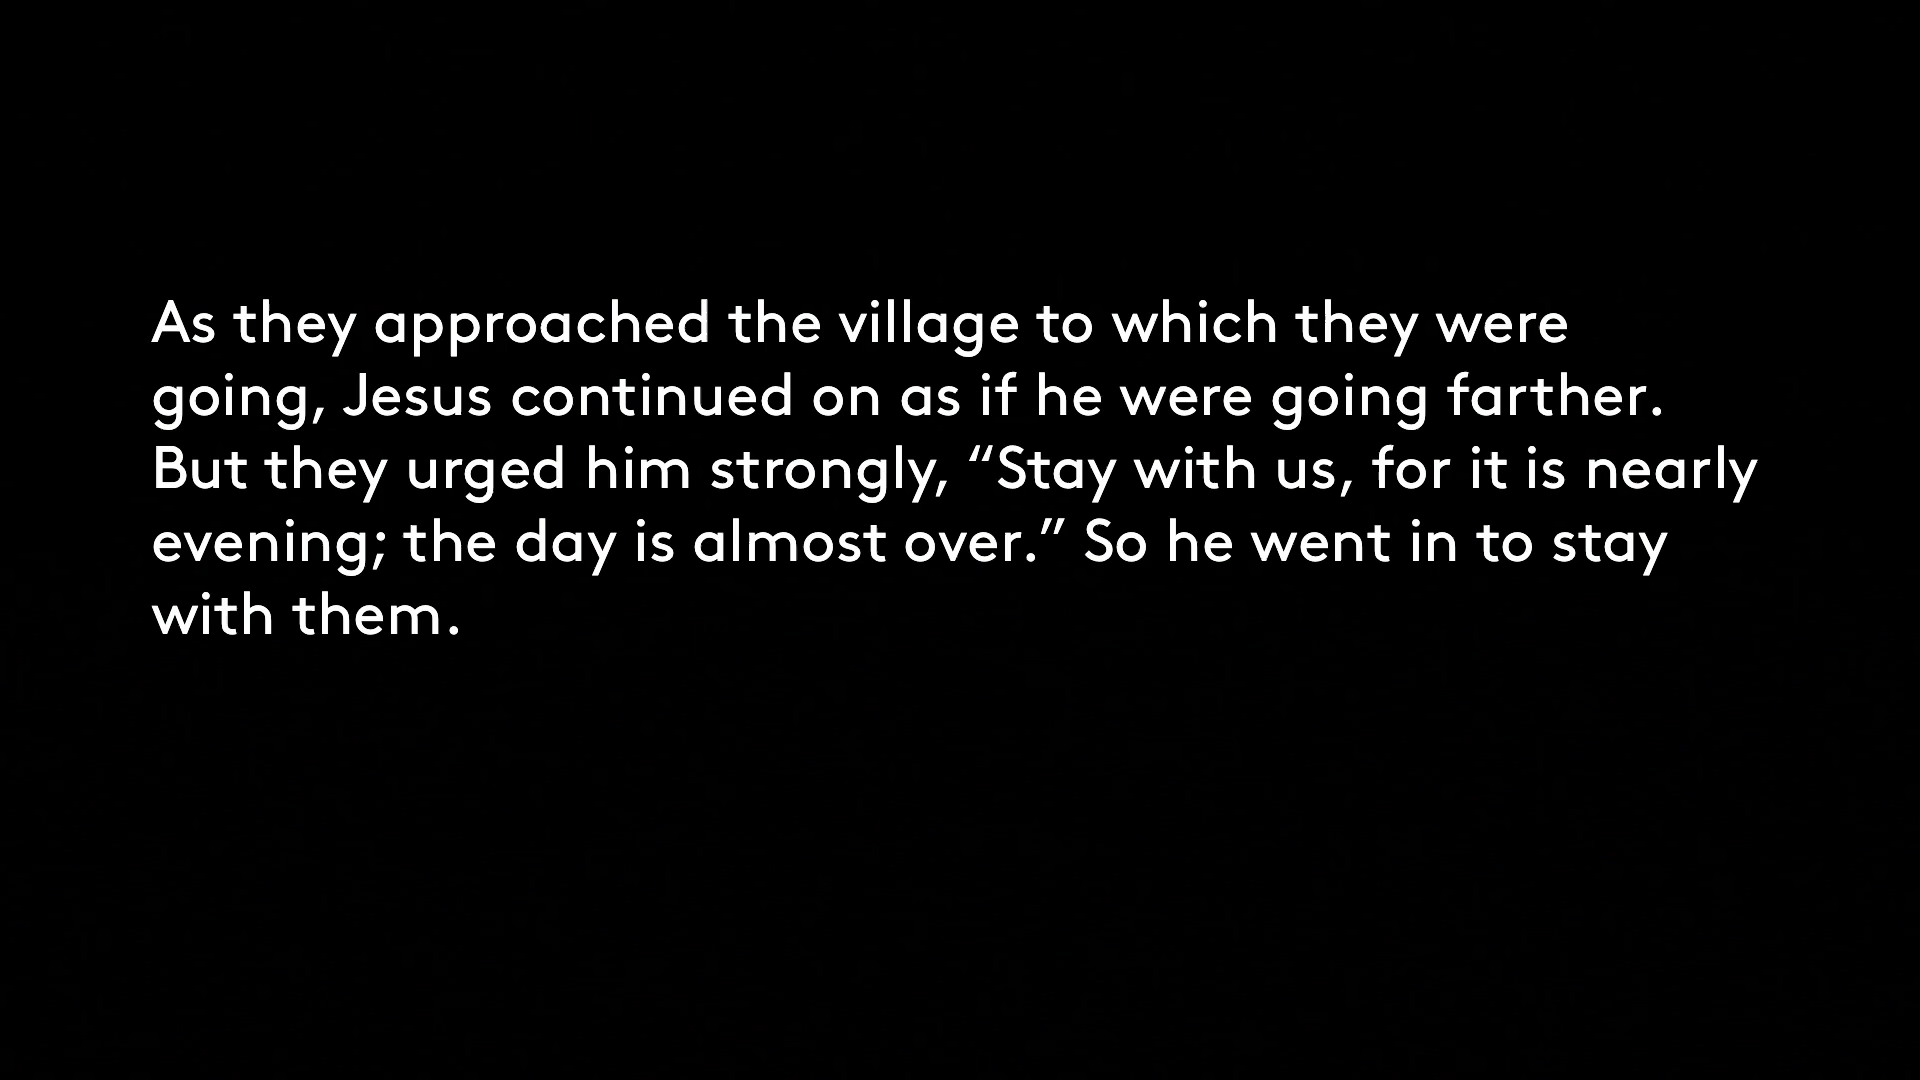 As they approached the village to which they were
going, Jesus continued on as if he were going farther.
But they urged him strongly, “Stay with us, for it is nearly
evening; the day is almost over.” So he went in to stay
with them.